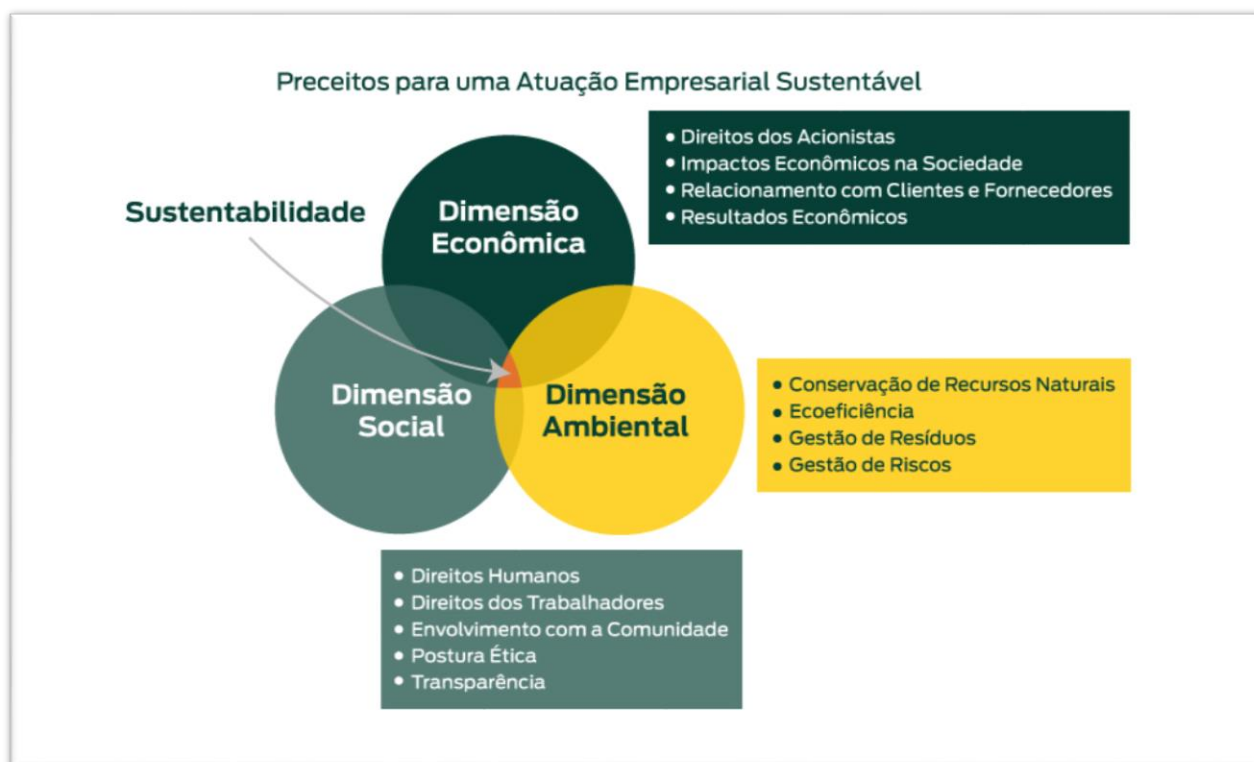 Preceitos para uma Atuação Empresarial Sustentável
Sustentabilidade
Dimensão
Econômica
• Direitos dos Acionistas
• Impactos Econômicos na Sociedade
• Relacionamento com Clientes e Fornecedores
• Resultados Econômicos
Dimensão
Social
Dimensão
Ambiental
• Conservação de Recursos Naturais
• Ecoeficiência
• Gestão de Resíduos
• Gestão de Riscos
• Direitos Humanos
• Direitos dos Trabalhadores
• Envolvimento com a Comunidade
• Postura Ética
• Transparência